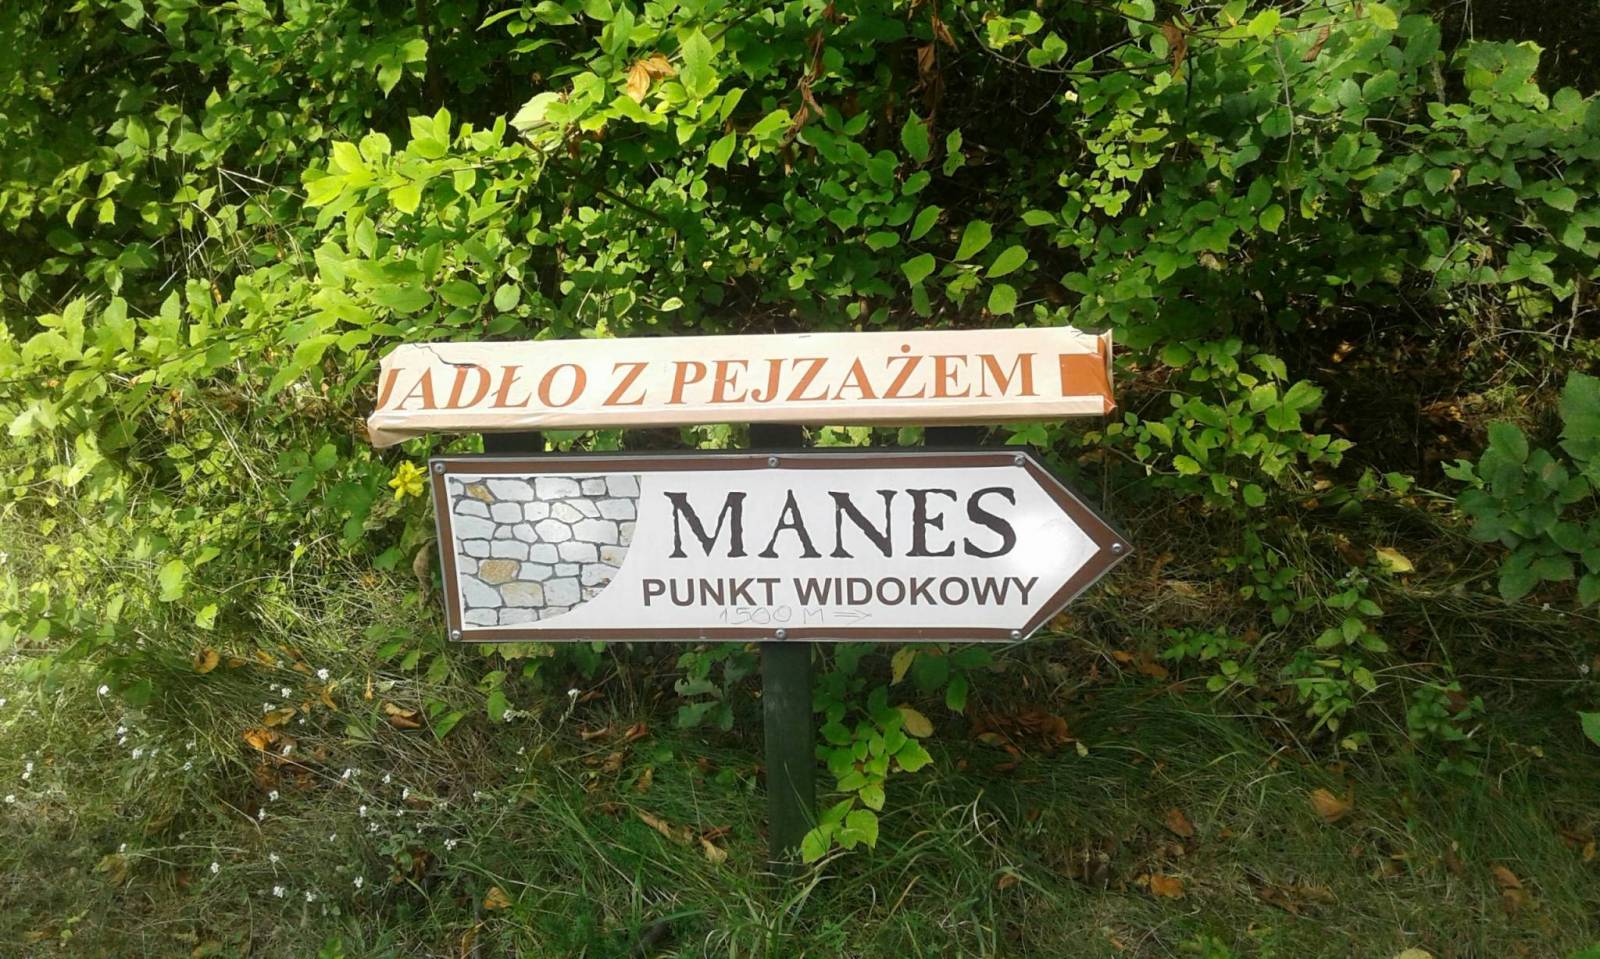 JADŁO Z PEJZAŻEM
MANES
PUNKT WIDOKOWY
1500 M →